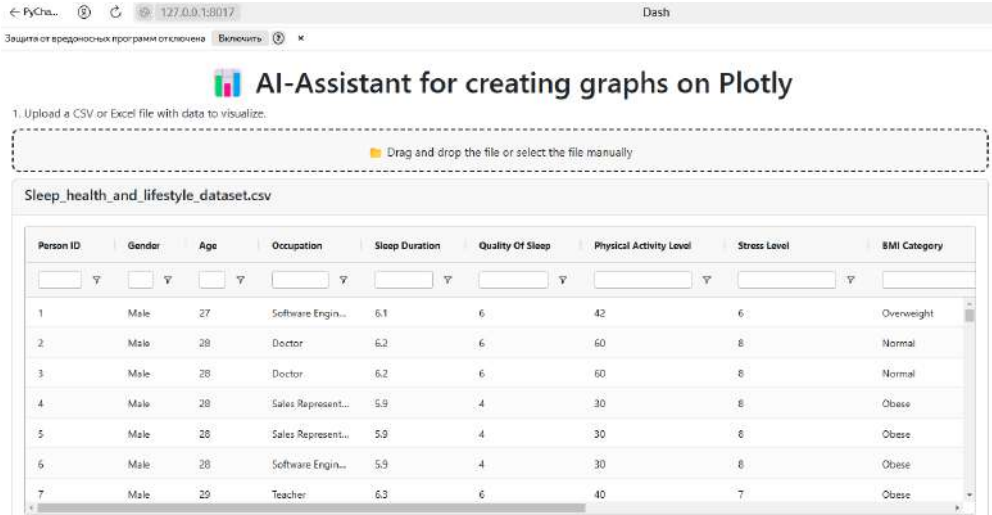 ← PyCha... 127.0.0.1:8017 Dash
Защита от вредоносных программ отключена Включить ? ×
AI-Assistant for creating graphs on Plotly
1. Upload a CSV or Excel file with data to visualize.
Drag and drop the file or select the file manually
Sleep_health_and_lifestyle_dataset.csv
Person ID Gender Age Occupation Sleep Duration Quality Of Sleep Physical Activity Level Stress Level BMI Category
1 Male 27 Software Engin... 6.1 6 42 6 Overweight
2 Male 28 Doctor 6.2 6 60 8 Normal
3 Male 28 Doctor 6.2 6 60 8 Normal
4 Male 28 Sales Represent... 5.9 4 30 8 Obese
5 Male 28 Sales Represent... 5.9 4 30 8 Obese
6 Male 28 Software Engin... 5.9 4 30 8 Obese
7 Male 29 Teacher 6.3 6 40 7 Obese